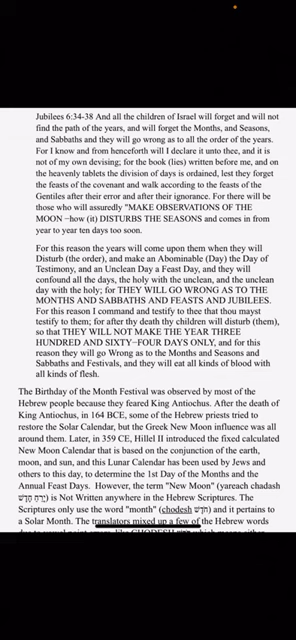 Jubilees 6:34-38 And all the children of Israel will forget and will not
find the path of the years, and will forget the Months, and Seasons,
and Sabbaths and they will go wrong as to all the order of the years.
For I know and from henceforth will I declare it unto thee, and it is
not of my own devising; for the book (lies) written before me, and on
the heavenly tablets the division of days is ordained, lest they forget
the feasts of the covenant and walk according to the feasts of the
Gentiles after their error and after their ignorance. For there will be
those who will assuredly "MAKE OBSERVATIONS OF THE
MOON –how (it) DISTURBS THE SEASONS and comes in from
year to year ten days too soon.
For this reason the years will come upon them when they will
Disturb (the order), and make an Abominable (Day) the Day of
Testimony, and an Unclean Day a Feast Day, and they will
confound all the days, the holy with the unclean, and the unclean
day with the holy; for THEY WILL GO WRONG AS TO THE
MONTHS AND SABBATHS AND FEASTS AND JUBILEES.
For this reason I command and testify to thee that thou mayst
testify to them; for after thy death thy children will disturb (them),
so that THEY WILL NOT MAKE THE YEAR THREE
HUNDRED AND SIXTY–FOUR DAYS ONLY, and for this
reason they will go Wrong as to the Months and Seasons and
Sabbaths and Festivals, and they will eat all kinds of blood with
all kinds of flesh.
The Birthday of the Month Festival was observed by most of the
Hebrew people because they feared King Antiochus. After the death of
King Antiochus, in 164 BCE, some of the Hebrew priests tried to
restore the Solar Calendar, but the Greek New Moon influence was all
around them. Later, in 359 CE, Hillel II introduced the fixed calculated
New Moon Calendar that is based on the conjunction of the earth,
moon, and sun, and this Lunar Calendar has been used by Jews and
others to this day, to determine the 1st Day of the Months and the
Annual Feast Days. However, the term "New Moon" (yareach chadash
יָרֵחַ חָדָשׁ) is Not Written anywhere in the Hebrew Scriptures. The
Scriptures only use the word "month" (chodesh חֹדֶשׁ) and it pertains to
a Solar Month. The translators mixed up a few of the Hebrew words